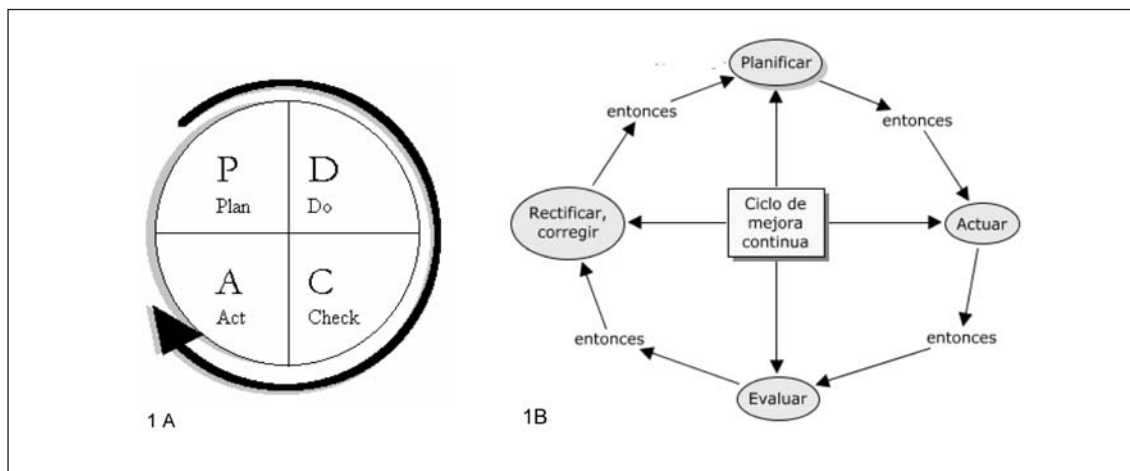 P
Plan
D
Do
A
Act
C
Check
1 A
Planificar
entonces
Actuar
entonces
Evaluar
entonces
Rectificar,
corregir
entonces
Ciclo de
mejora
continua
1B